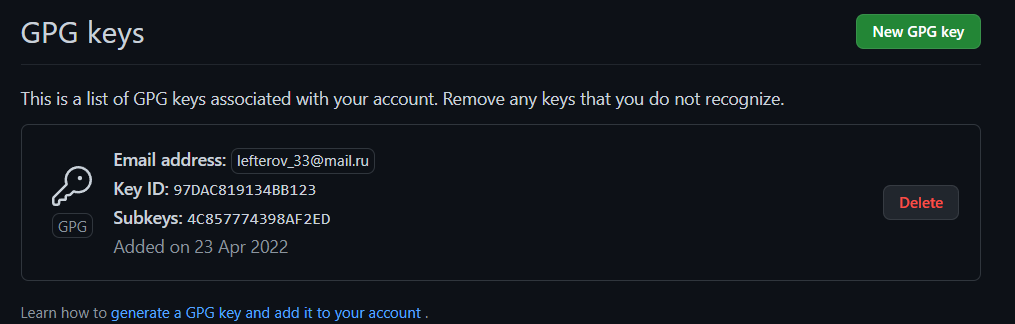 GPG keys
New GPG key
This is a list of GPG keys associated with your account. Remove any keys that you do not recognize.
Email address: lefterov_33@mail.ru
Key ID: 97DAC819134BB123
Subkeys: 4C857774398AF2ED
GPG
Added on 23 Apr 2022
Delete
Learn how to generate a GPG key and add it to your account .